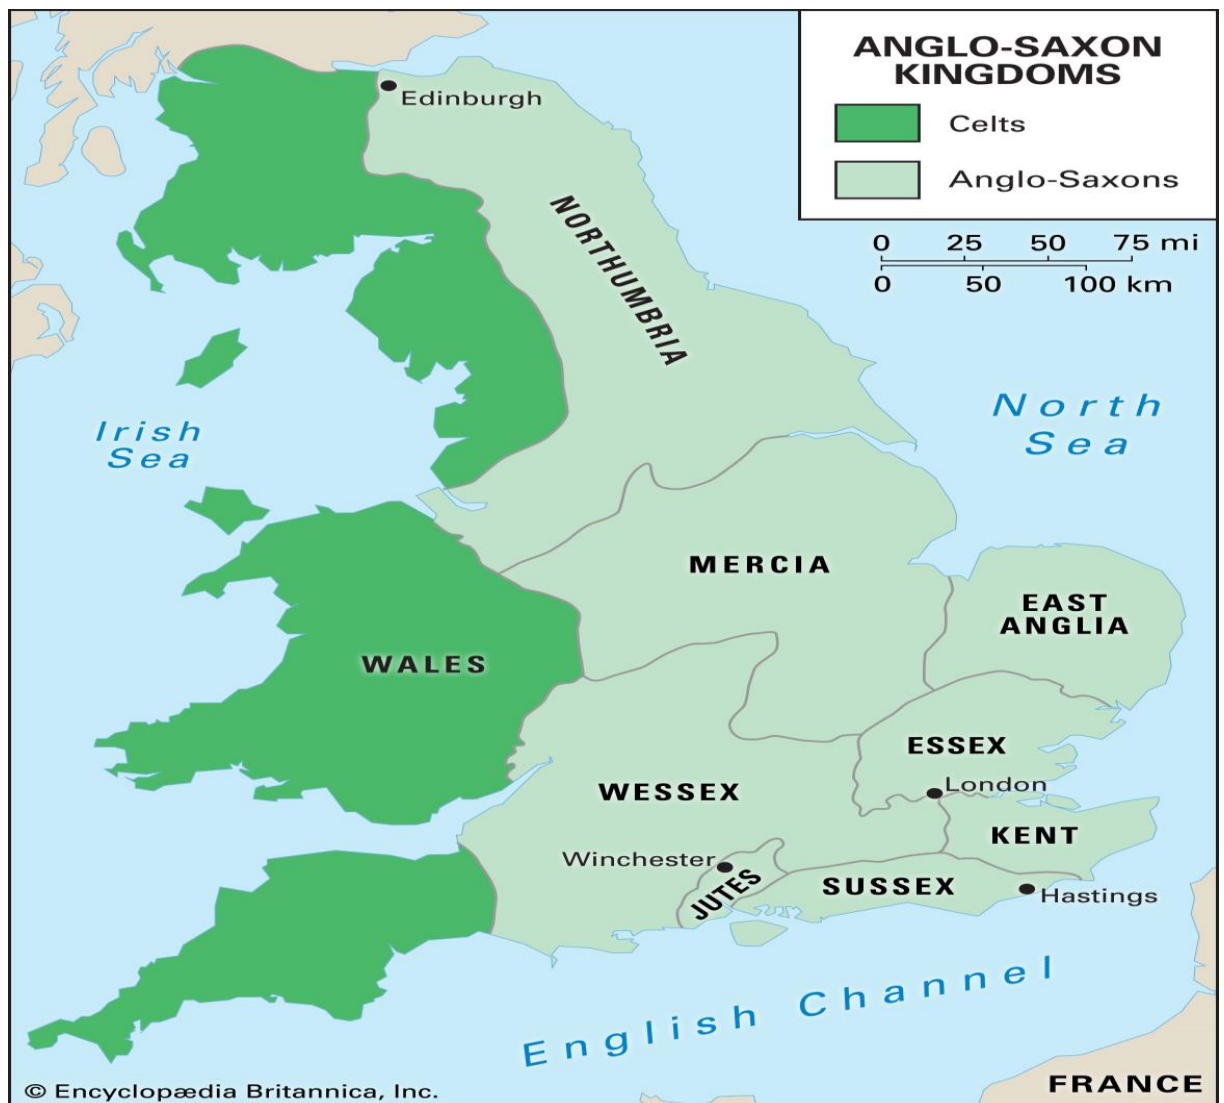 ANGLO-SAXON
KINGDOMS
Celts
Anglo-Saxons
0 25 50 75 mi
0 50 100 km
Edinburgh
NORTHUMBRIA
North
Sea
Irish
Sea
MERCIA
EAST
ANGLIA
WALES
ESSEX
London
WESSEX
KENT
Winchester
JUTES
SUSSEX
Hastings
English Channel
FRANCE
© Encyclopædia Britannica, Inc.